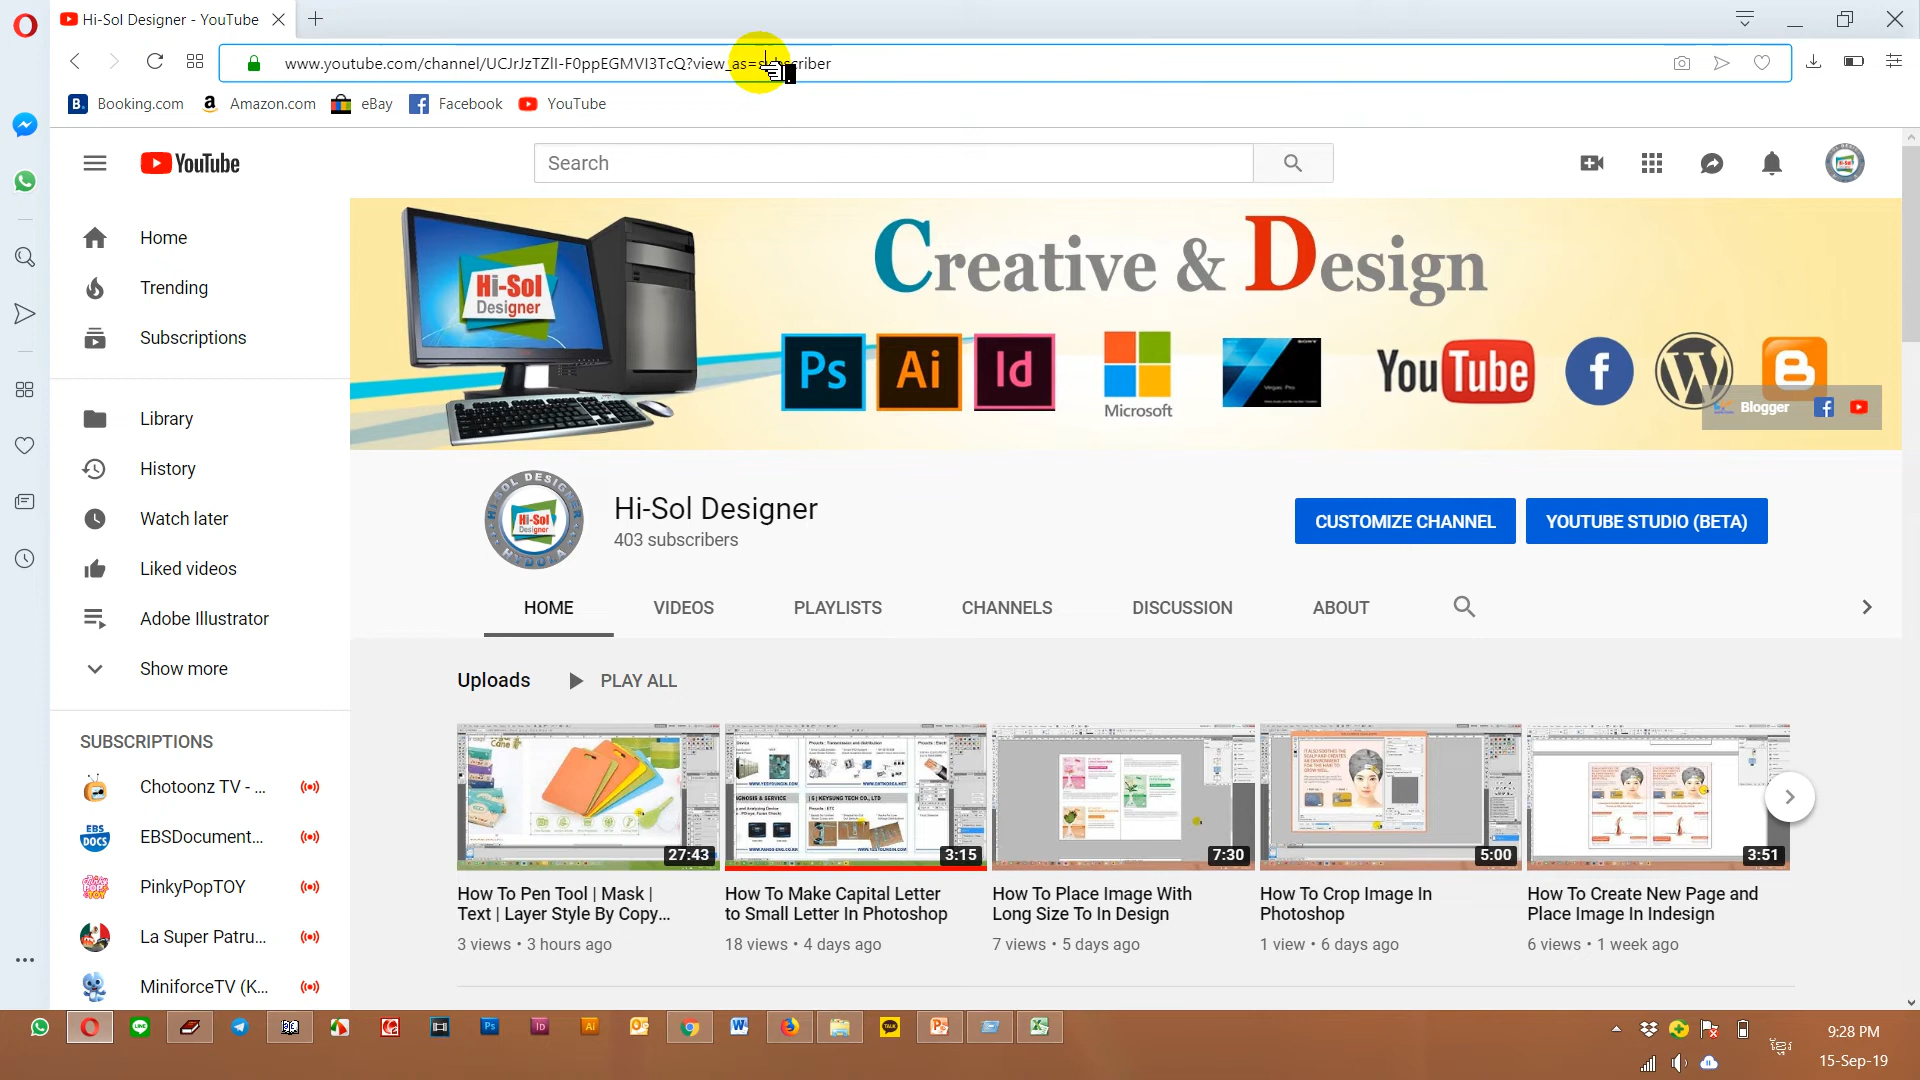 Hi-Sol Designer - YouTube
www.youtube.com/channel/UCJrJzTZlI-F0ppEGMVI3TcQ?view_as=subscriber
Booking.com
Amazon.com
eBay
Facebook
YouTube
YouTube
Search
Home
Trending
Subscriptions
Library
History
Watch later
Liked videos
Adobe Illustrator
Show more
SUBSCRIPTIONS
Chotoonz TV - ...
EBSDocument...
PinkyPopTOY
La Super Patru...
MiniforceTV (K...
Creative & Design
Hi-Sol
Designer
Ps
Ai
Id
Microsoft
YouTube
Blogger
Hi-Sol Designer
403 subscribers
CUSTOMIZE CHANNEL
YOUTUBE STUDIO (BETA)
HOME
VIDEOS
PLAYLISTS
CHANNELS
DISCUSSION
ABOUT
Uploads
PLAY ALL
27:43
3:15
7:30
5:00
3:51
How To Pen Tool | Mask |
Text | Layer Style By Copy...
3 views • 3 hours ago
How To Make Capital Letter
to Small Letter In Photoshop
18 views • 4 days ago
How To Place Image With
Long Size To In Design
7 views • 5 days ago
How To Crop Image In
Photoshop
1 view • 6 days ago
How To Create New Page and
Place Image In Indesign
6 views • 1 week ago
ខ្មែរ
9:28 PM
15-Sep-19